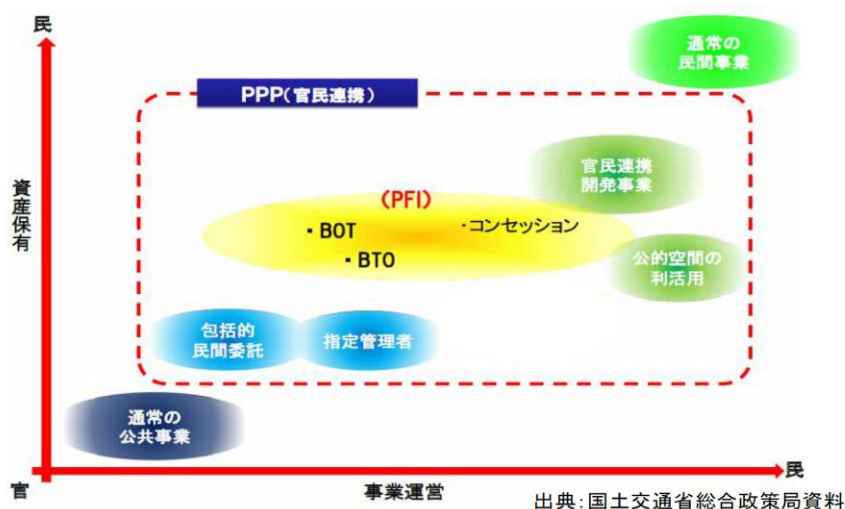 民
通常の
民間事業
PPP(官民連携)
官民連携
開発事業
資産保有
(PFI)
・BOT
・コンセッション
・BTO
公的空間の
利活用
包括的
民間委託
指定管理者
通常の
公共事業
民
官
事業運営
出典:国土交通省総合政策局資料